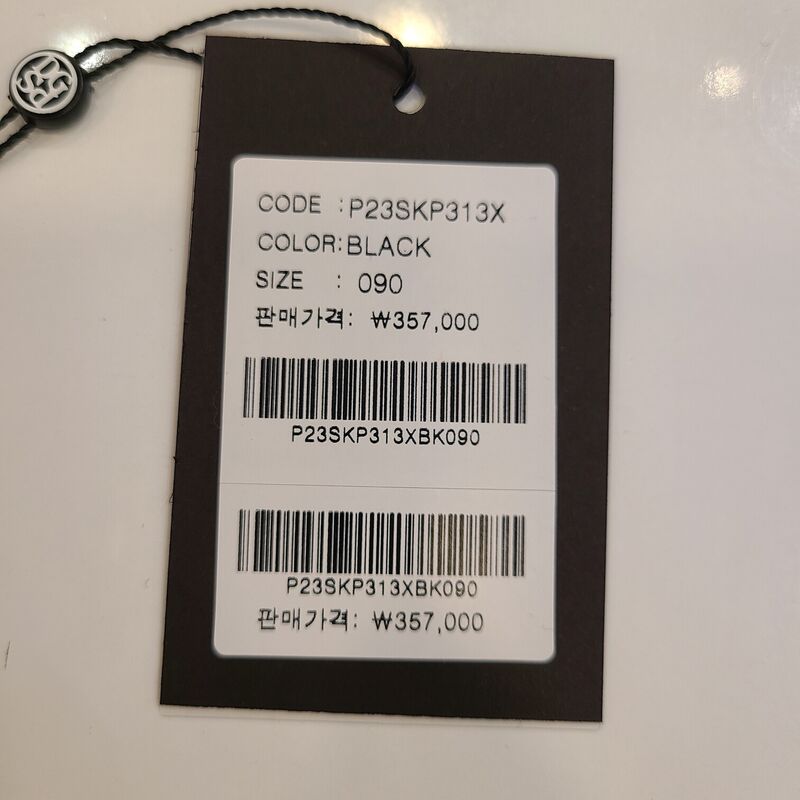 CODE : P23SKP313X
COLOR: BLACK
SIZE : 090
판매가격: ₩357,000
P23SKP313XBK090
P23SKP313XBK090
판매가격: ₩357,000